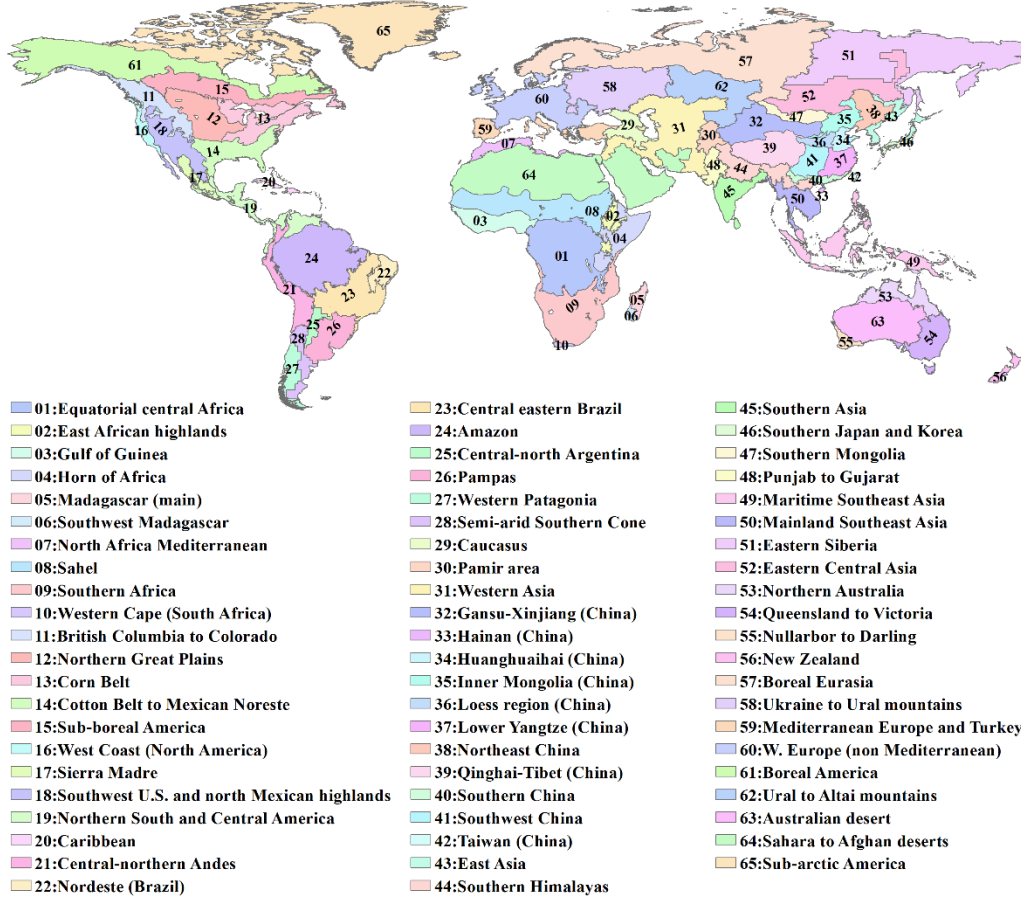 65
61
51
57
15
11
58
62
60
52
12
13
16
18
59
29
31
30
32
47
35
38
43
36
34
46
14
07
39
48
44
41
37
17
20
64
45
40
42
50
33
19
03
08
02
04
49
24
01
22
21
23
09
05
06
53
25
26
28
10
63
54
55
27
56
01:Equatorial central Africa
02:East African highlands
03:Gulf of Guinea
04:Horn of Africa
05:Madagascar (main)
06:Southwest Madagascar
07:North Africa Mediterranean
08:Sahel
09:Southern Africa
10:Western Cape (South Africa)
11:British Columbia to Colorado
12:Northern Great Plains
13:Corn Belt
14:Cotton Belt to Mexican Noreste
15:Sub-boreal America
16:West Coast (North America)
17:Sierra Madre
18:Southwest U.S. and north Mexican highlands
19:Northern South and Central America
20:Caribbean
21:Central-northern Andes
22:Nordeste (Brazil)
23:Central eastern Brazil
24:Amazon
25:Central-north Argentina
26:Pampas
27:Western Patagonia
28:Semi-arid Southern Cone
29:Caucasus
30:Pamir area
31:Western Asia
32:Gansu-Xinjiang (China)
33:Hainan (China)
34:Huanghuaihai (China)
35:Inner Mongolia (China)
36:Loess region (China)
37:Lower Yangtze (China)
38:Northeast China
39:Qinghai-Tibet (China)
40:Southern China
41:Southwest China
42:Taiwan (China)
43:East Asia
44:Southern Himalayas
45:Southern Asia
46:Southern Japan and Korea
47:Southern Mongolia
48:Punjab to Gujarat
49:Maritime Southeast Asia
50:Mainland Southeast Asia
51:Eastern Siberia
52:Eastern Central Asia
53:Northern Australia
54:Queensland to Victoria
55:Nullarbor to Darling
56:New Zealand
57:Boreal Eurasia
58:Ukraine to Ural mountains
59:Mediterranean Europe and Turkey
60:W. Europe (non Mediterranean)
61:Boreal America
62:Ural to Altai mountains
63:Australian desert
64:Sahara to Afghan deserts
65:Sub-arctic America